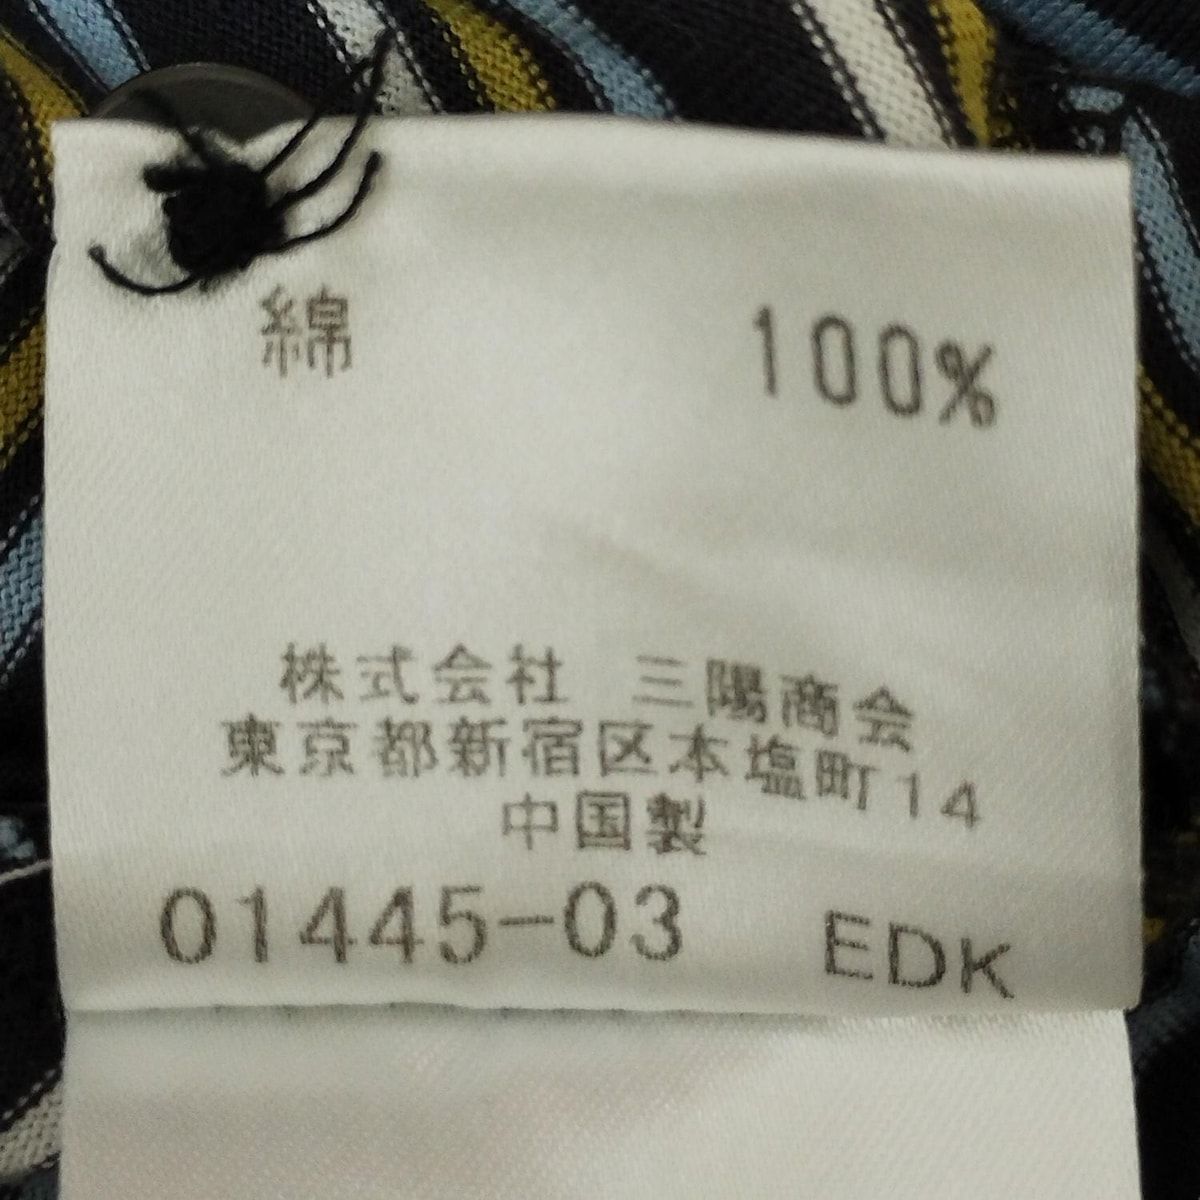 綿 100%
株式会社 三陽商会
東京都新宿区本塩町14
中国製
01445-03 EDK